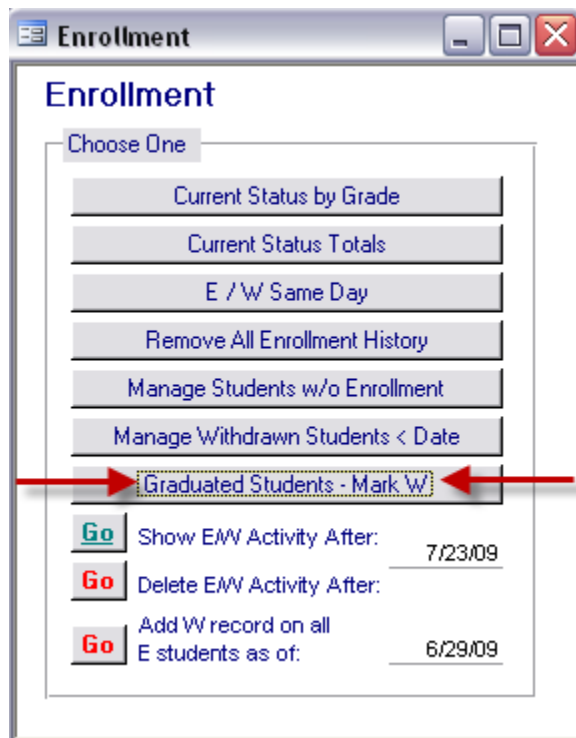 Enrollment
Enrollment
Choose One
Current Status by Grade
Current Status Totals
E / W Same Day
Remove All Enrollment History
Manage Students w/o Enrollment
Manage Withdrawn Students < Date
Graduated Students - Mark W
Go Show E/W Activity After: 7/23/09
Go Delete E/W Activity After:
Add W record on all
Go E students as of: 6/29/09